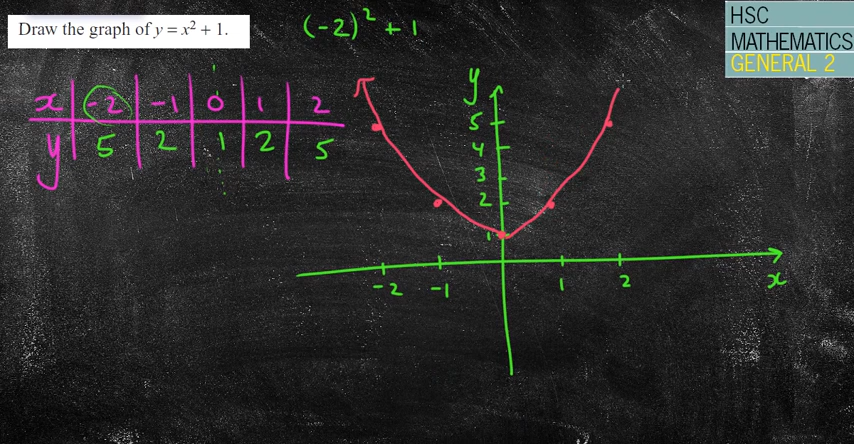 Draw the graph of y = x² + 1.
(-2)² + 1
HSC
MATHEMATICS
GENERAL 2
x -2 -1 0 1 2
y 5 2 1 2 5
y
5
4
3
2
1
-2 -1 1 2 x